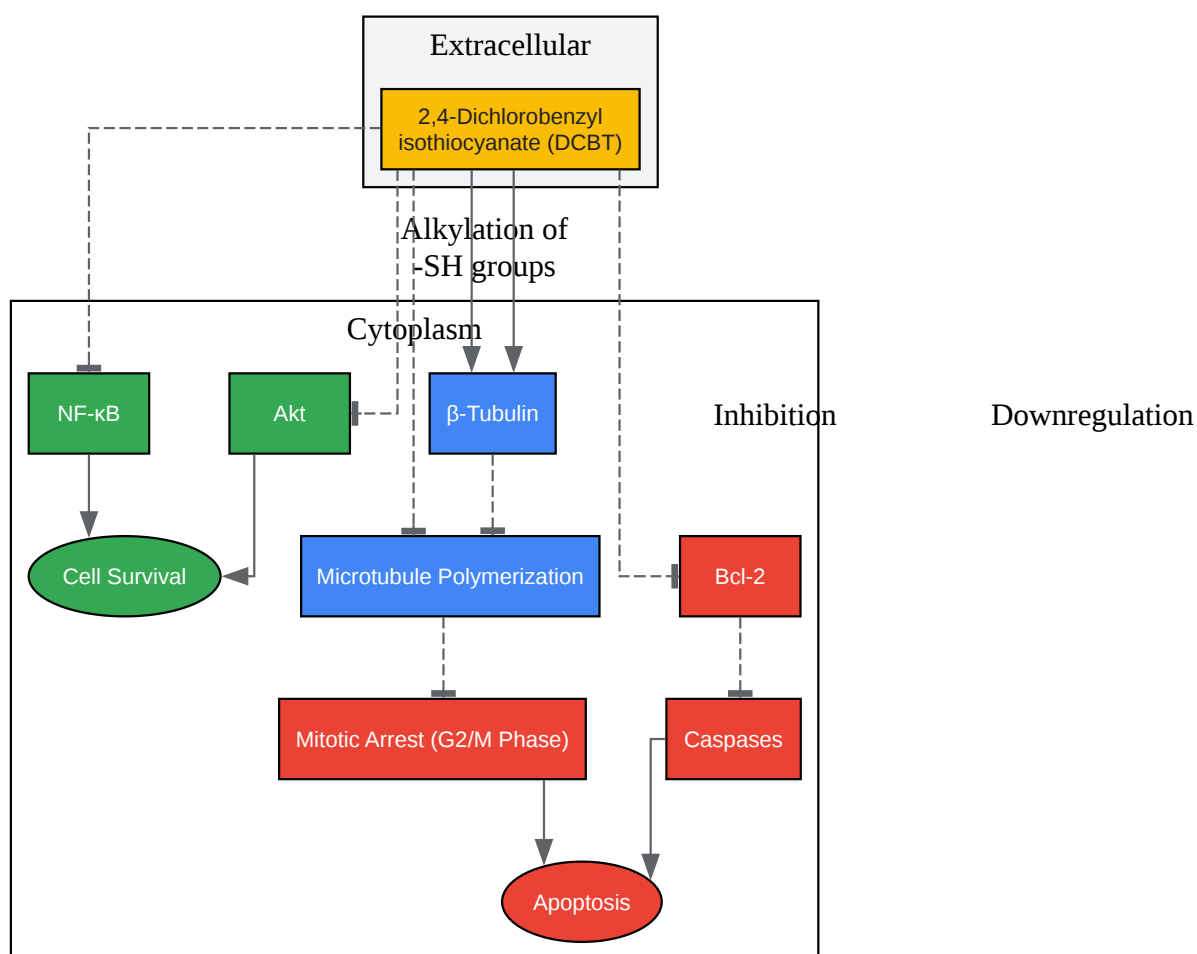 Extracellular
2,4-Dichlorobenzyl
isothiocyanate (DCBT)
Alkylation of
-SH groups
Cytoplasm
NF-κB
Akt
β-Tubulin
Inhibition
Downregulation
Cell Survival
Microtubule Polymerization
Bcl-2
Mitotic Arrest (G2/M Phase)
Caspases
Apoptosis